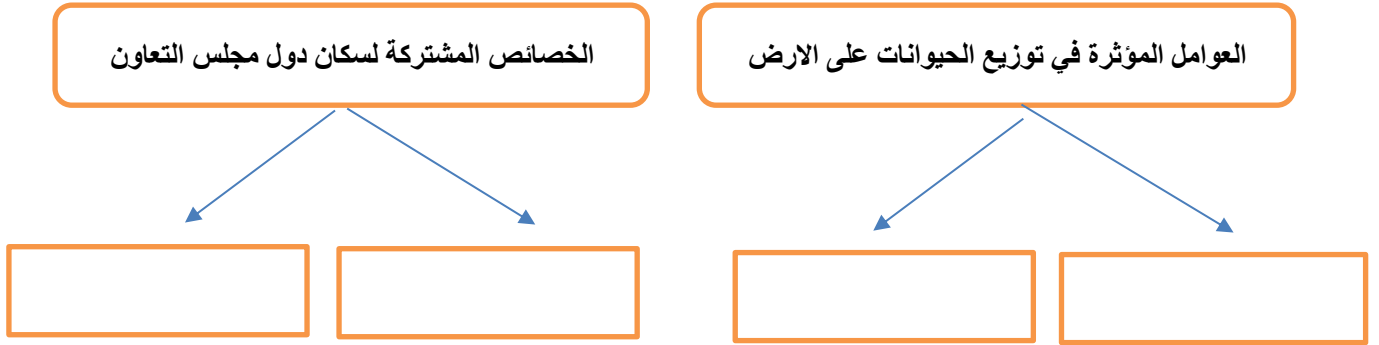 العوامل المؤثرة في توزيع الحيوانات على الارض
الخصائص المشتركة لسكان دول مجلس التعاون